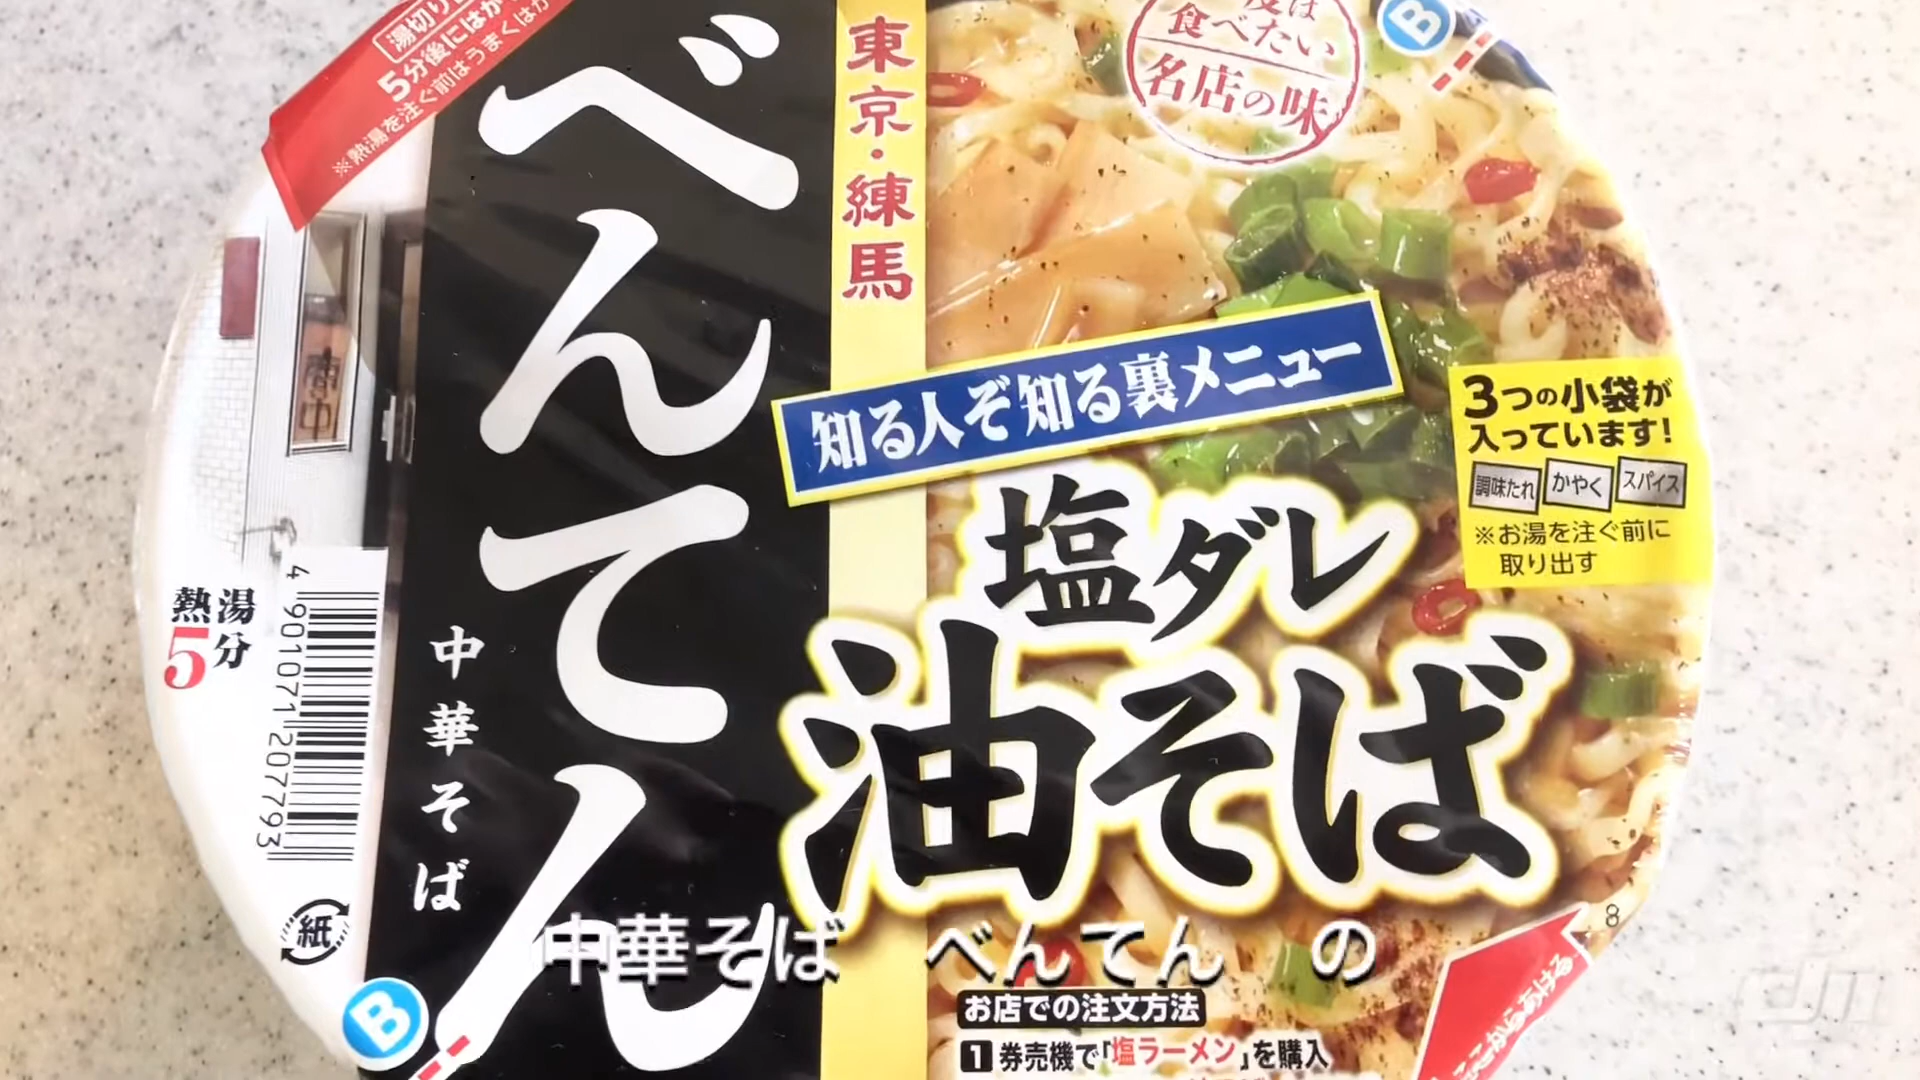 湯切り
5分後にはが
※熱湯を注ぐ前はうまくはが
べんてん
中華そば
東京・練馬
食べたい
名店の味
B
知る人ぞ知る裏メニュー
塩ダレ
油そば
3つの小袋が
入っています!
調味たれ かやく スパイス
※お湯を注ぐ前に
取り出す
熱湯
5分
4901071207793
紙
B
中華そば べんてん の
お店での注文方法
1 券売機で「塩ラーメン」を購入
8
dji